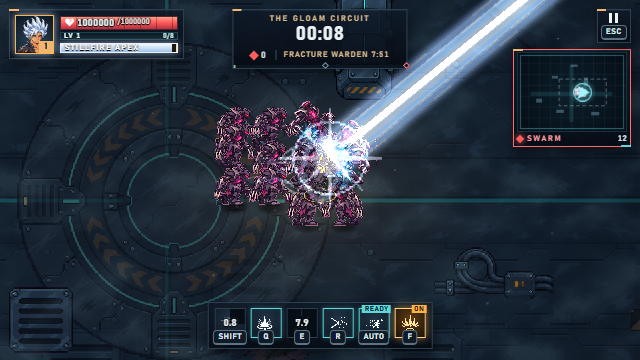 1000000/1000000
LV 1
0/8
1
STILLFIRE APEX
THE GLOAM CIRCUIT
00:08
0
FRACTURE WARDEN 7:51
ESC
SWARM
12
READY
ON
0.8
7.9
SHIFT
Q
E
R
AUTO
F